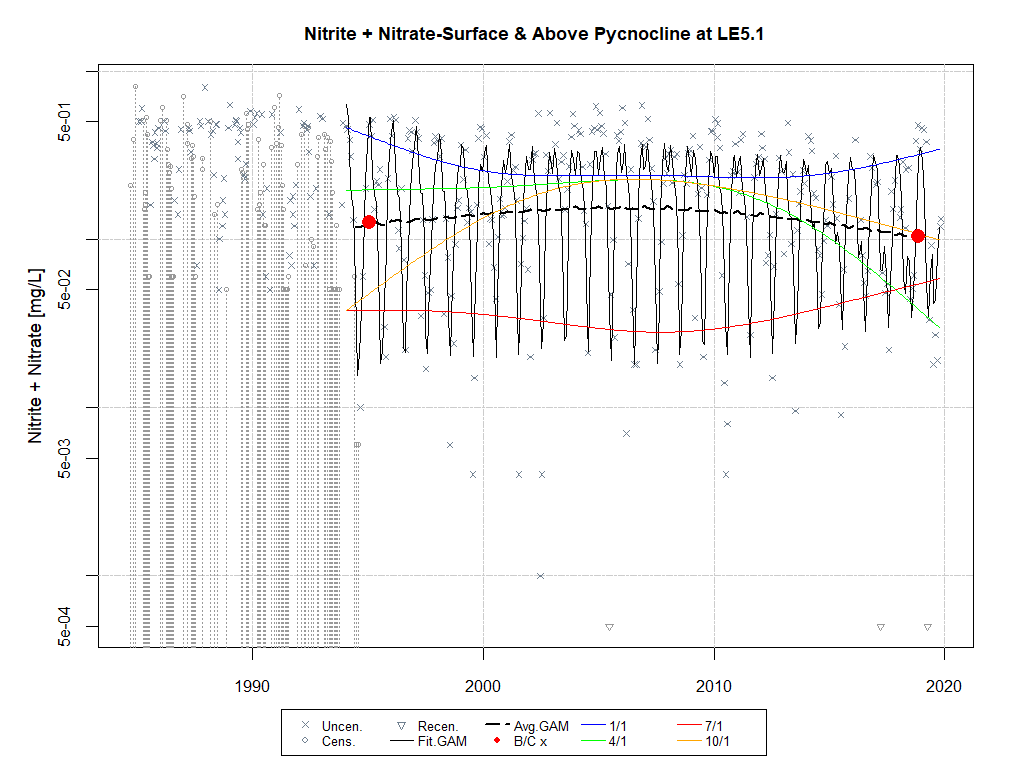 Nitrite + Nitrate-Surface & Above Pycnocline at LE5.1
Nitrite + Nitrate [mg/L]
5e-01
5e-02
5e-03
5e-04
1990 2000 2010 2020
Uncen. Recen. Avg.GAM 1/1 7/1
Cens. Fit.GAM B/C x 4/1 10/1